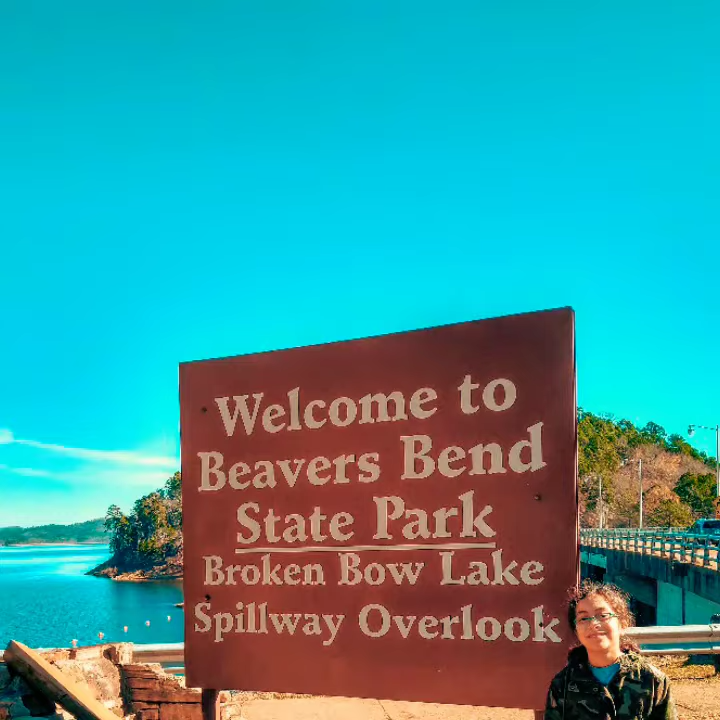 Welcome to
Beavers Bend
State Park
Broken Bow Lake
Spillway Overlook